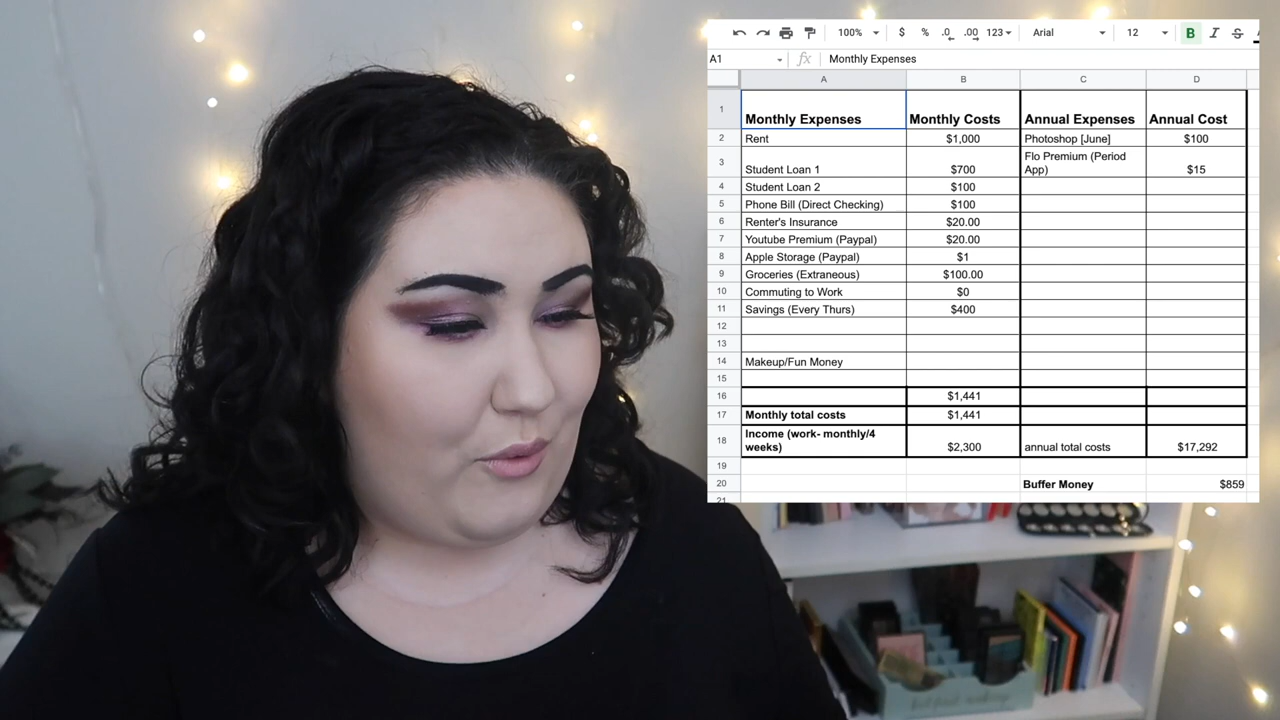 100% $ % .0 .00 123 Arial 12 B I S A
A1 fx Monthly Expenses
A B C D
1 Monthly Expenses Monthly Costs Annual Expenses Annual Cost
2 Rent $1,000 Photoshop [June] $100
3 Student Loan 1 $700 Flo Premium (Period
App) $15
4 Student Loan 2 $100
5 Phone Bill (Direct Checking) $100
6 Renter's Insurance $20.00
7 Youtube Premium (Paypal) $20.00
8 Apple Storage (Paypal) $1
9 Groceries (Extraneous) $100.00
10 Commuting to Work $0
11 Savings (Every Thurs) $400
12
13
14 Makeup/Fun Money
15
16 $1,441
17 Monthly total costs $1,441
18 Income (work- monthly/4
weeks) $2,300 annual total costs $17,292
19
20 Buffer Money $859
21